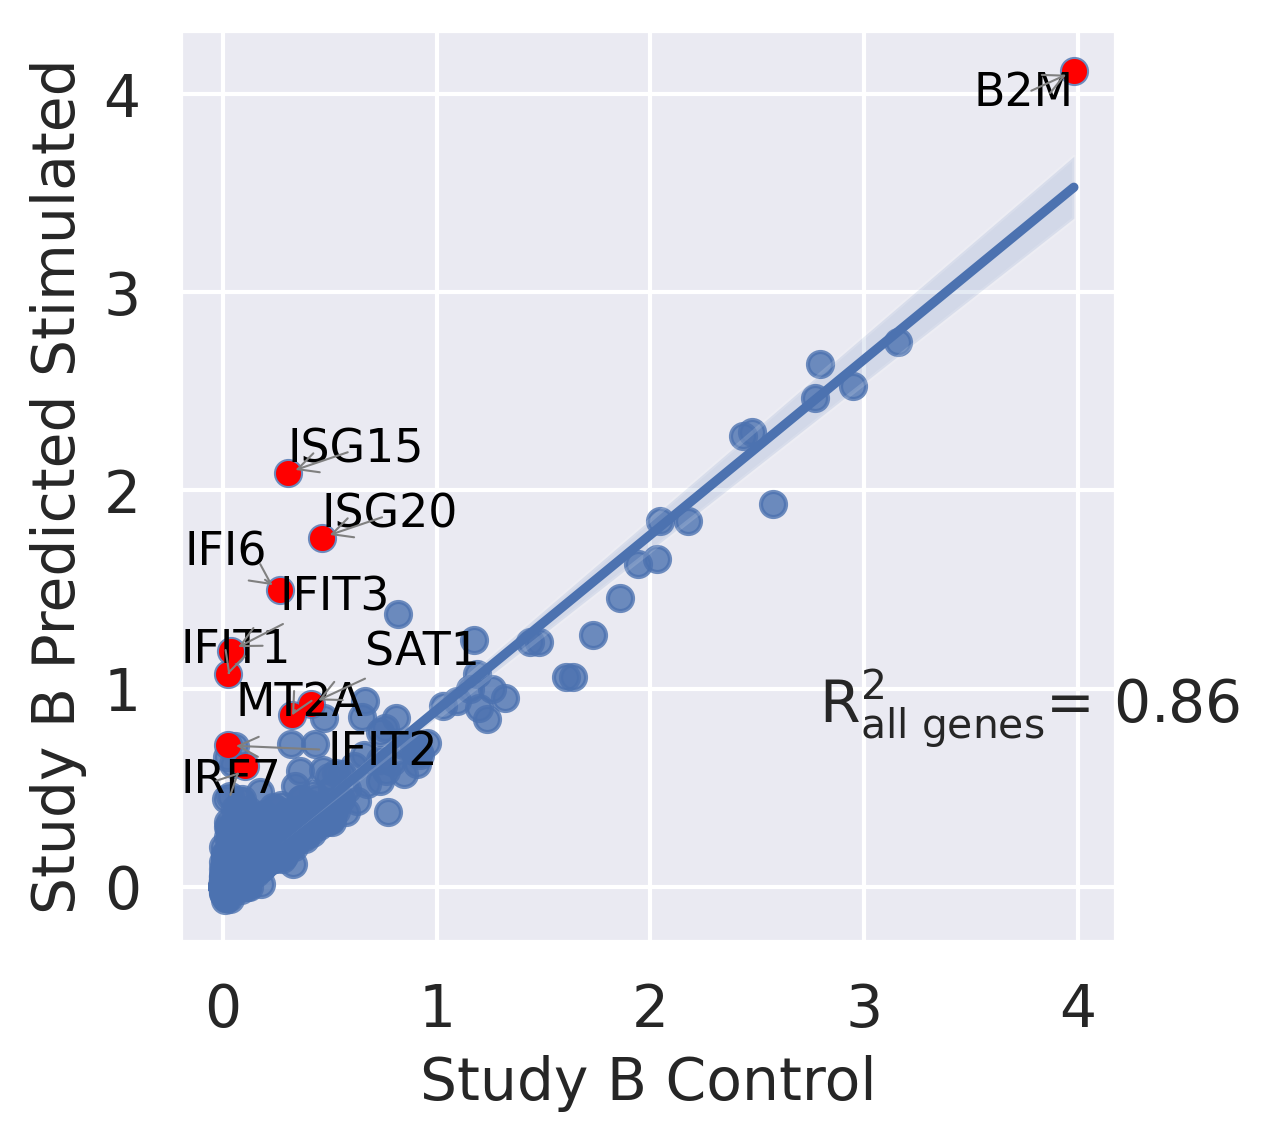 Study B Predicted Stimulated
4
3
2
1
0
B2M
ISG15
ISG20
IFI6
IFIT3
IFIT1
SAT1
MT2A
IFIT2
IRF7
R²all genes = 0.86
0 1 2 3 4
Study B Control